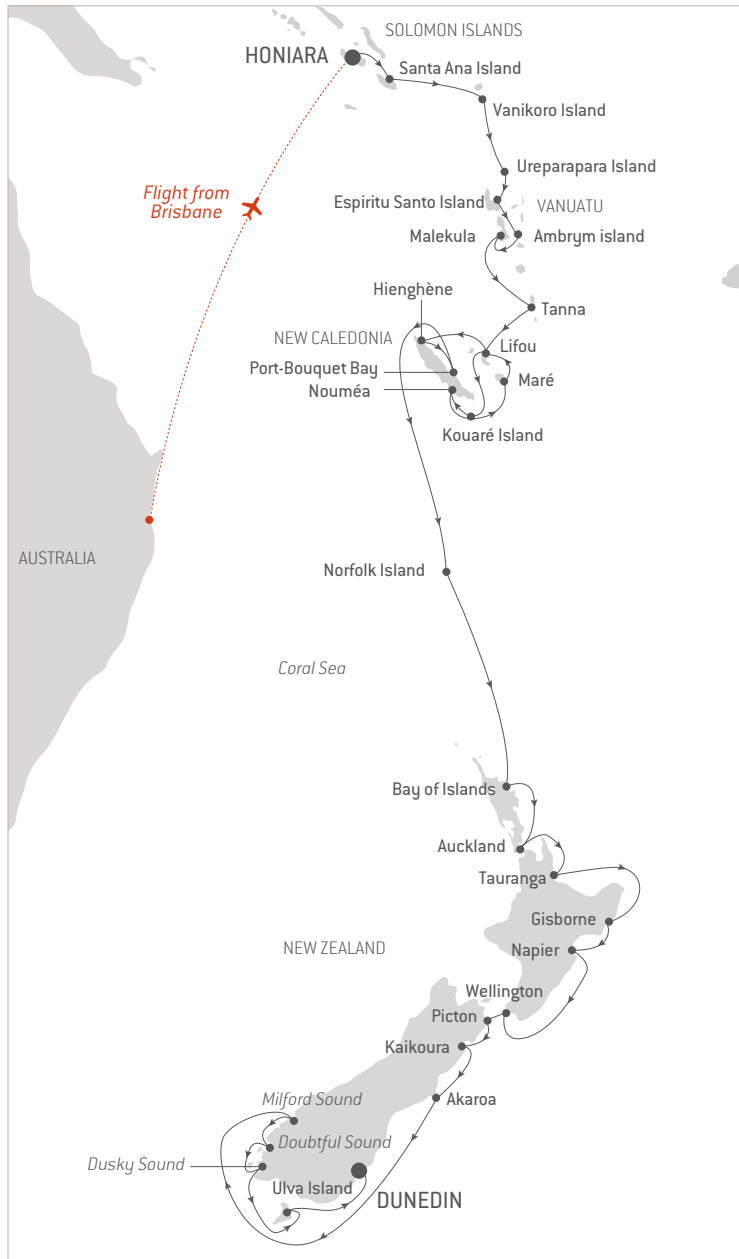 SOLOMON ISLANDS
HONIARA
Santa Ana Island
Vanikoro Island
Ureparapara Island
Flight from
Brisbane
Espiritu Santo Island
VANUATU
Malekula
Ambrym island
Hienghène
Tanna
NEW CALEDONIA
Lifou
Port-Bouquet Bay
Maré
Nouméa
Kouaré Island
AUSTRALIA
Norfolk Island
Coral Sea
Bay of Islands
Auckland
Tauranga
Gisborne
NEW ZEALAND
Napier
Wellington
Picton
Kaikoura
Akaroa
Milford Sound
Doubtful Sound
Dusky Sound
Ulva Island
DUNEDIN